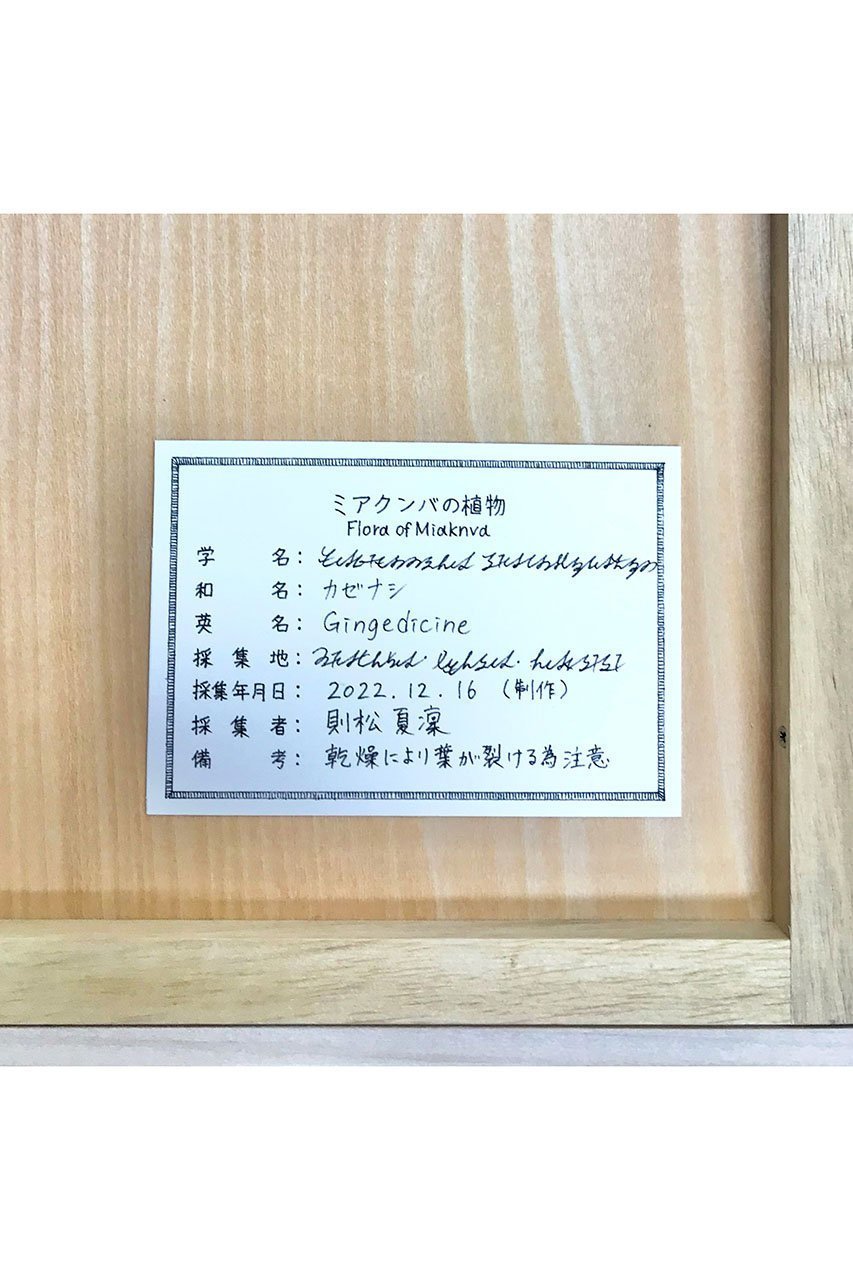 ミアクンバの植物
Flora of Miaknva
学名：
和名：カゼナシ
英名：Gingedicine
採集地：
採集年月日：2022.12.16（制作）
採集者：則松 夏凜
備考：乾燥により葉が裂ける為注意